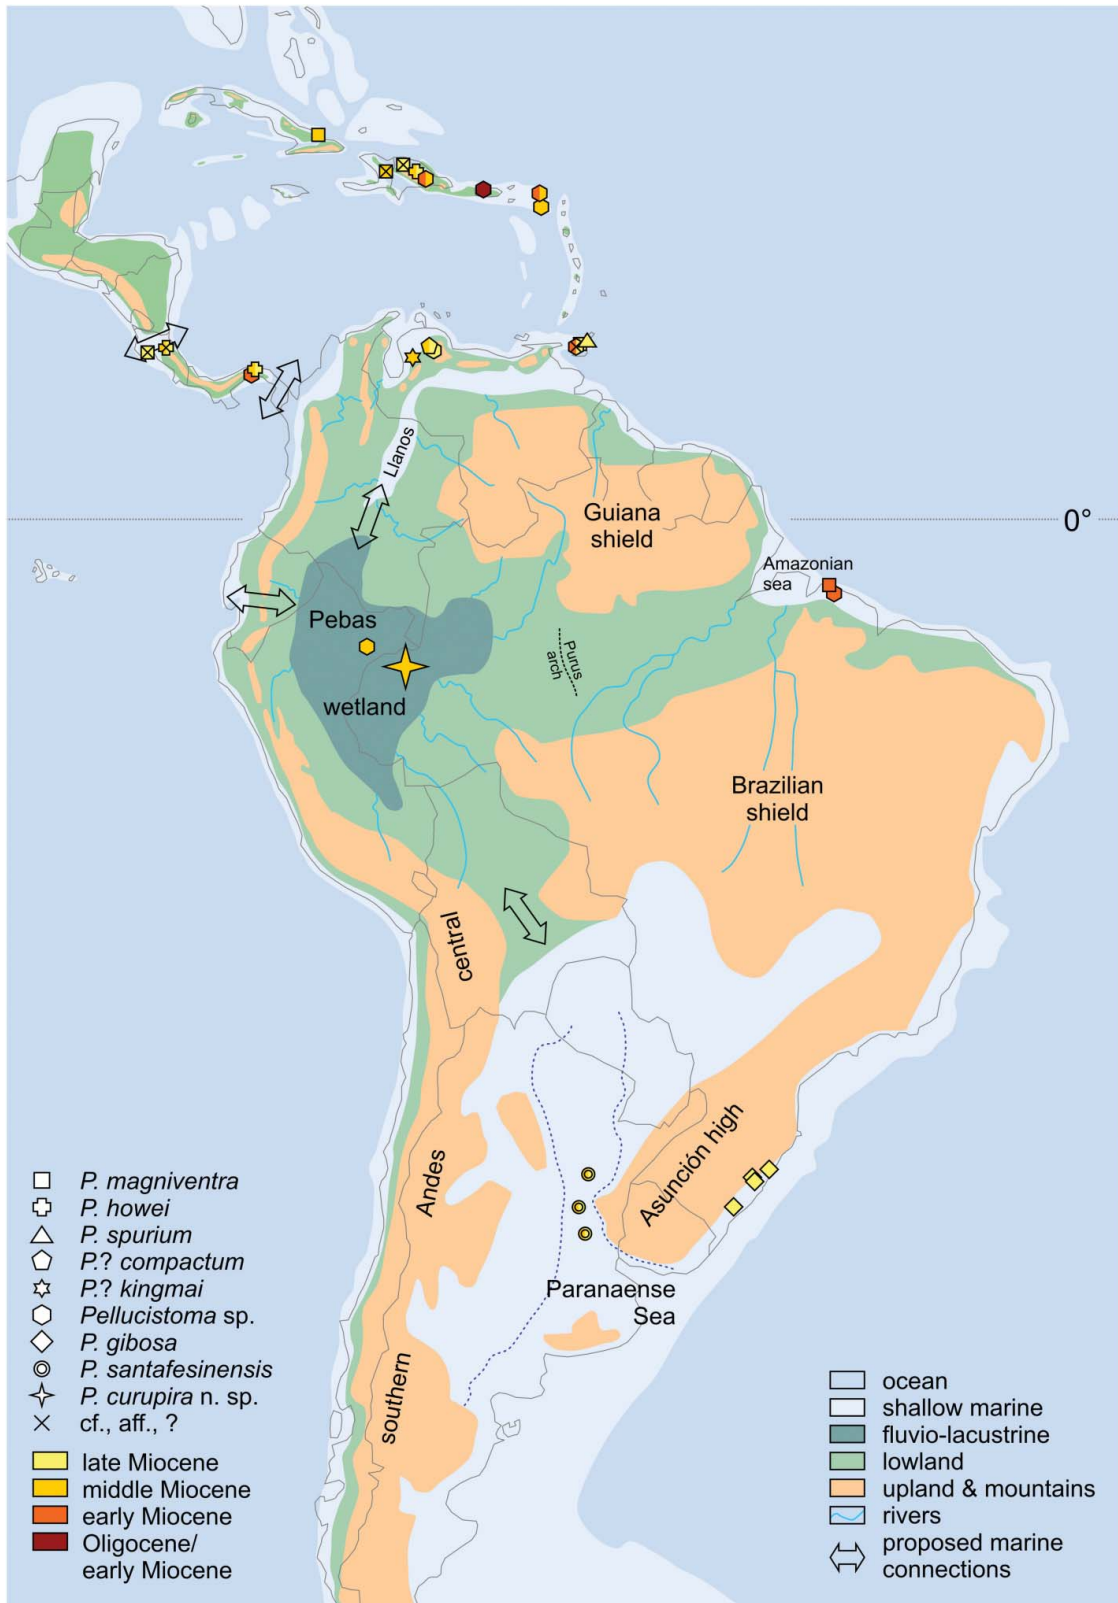 Llanos
Guiana
shield
0°
Amazonian
sea
Pebas
wetland
Purus
arch
Brazilian
shield
central
Andes
southern
Asunción high
Paranaense
Sea
P. magniventra
P. howei
P. spurium
P.? compactum
P.? kingmai
Pellucistoma sp.
P. gibosa
P. santafesinensis
P. curupira n. sp.
cf., aff., ?
late Miocene
middle Miocene
early Miocene
Oligocene/
early Miocene
ocean
shallow marine
fluvio-lacustrine
lowland
upland & mountains
rivers
proposed marine
connections